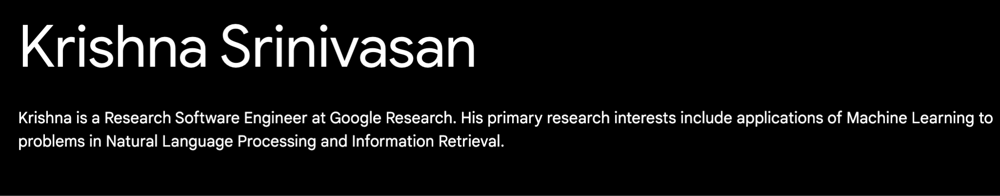 Krishna Srinivasan
Krishna is a Research Software Engineer at Google Research. His primary research interests include applications of Machine Learning to
problems in Natural Language Processing and Information Retrieval.